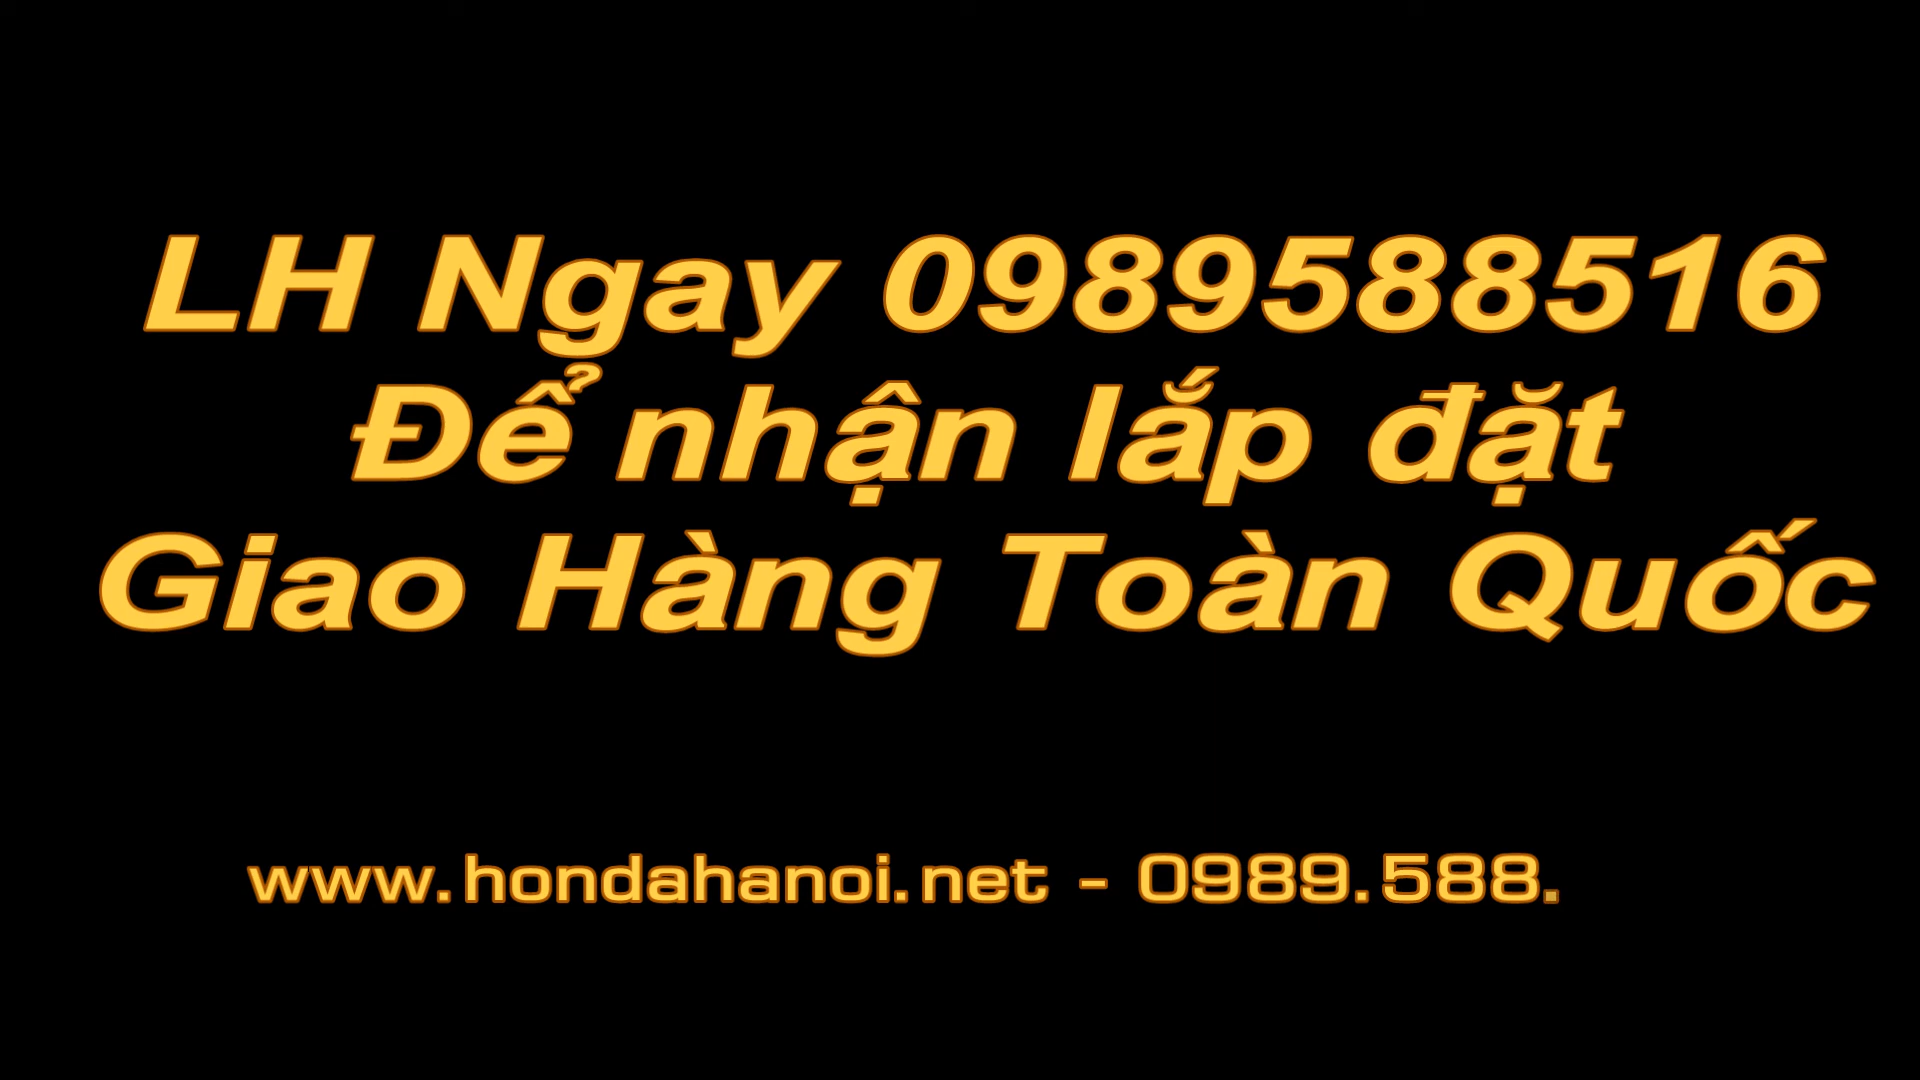 LH Ngay 0989588516
Để nhận lắp đặt
Giao Hàng Toàn Quốc
www.hondahanoi.net - 0989.588.